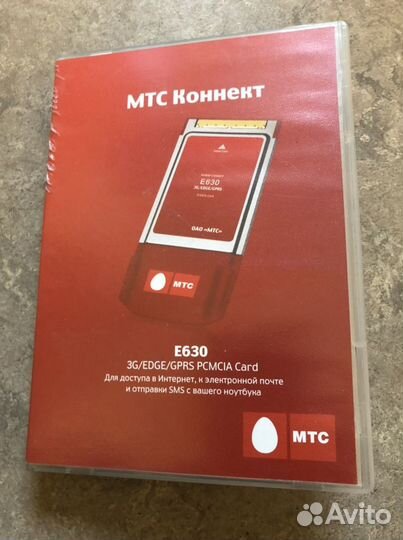 МТС Коннект
E630
3G/EDGE/GPRS
ОАО «МТС»
МТС
E630
3G/EDGE/GPRS PCMCIA Card
Для доступа в Интернет, к электронной почте
и отправки SMS с вашего ноутбука
МТС
Avito